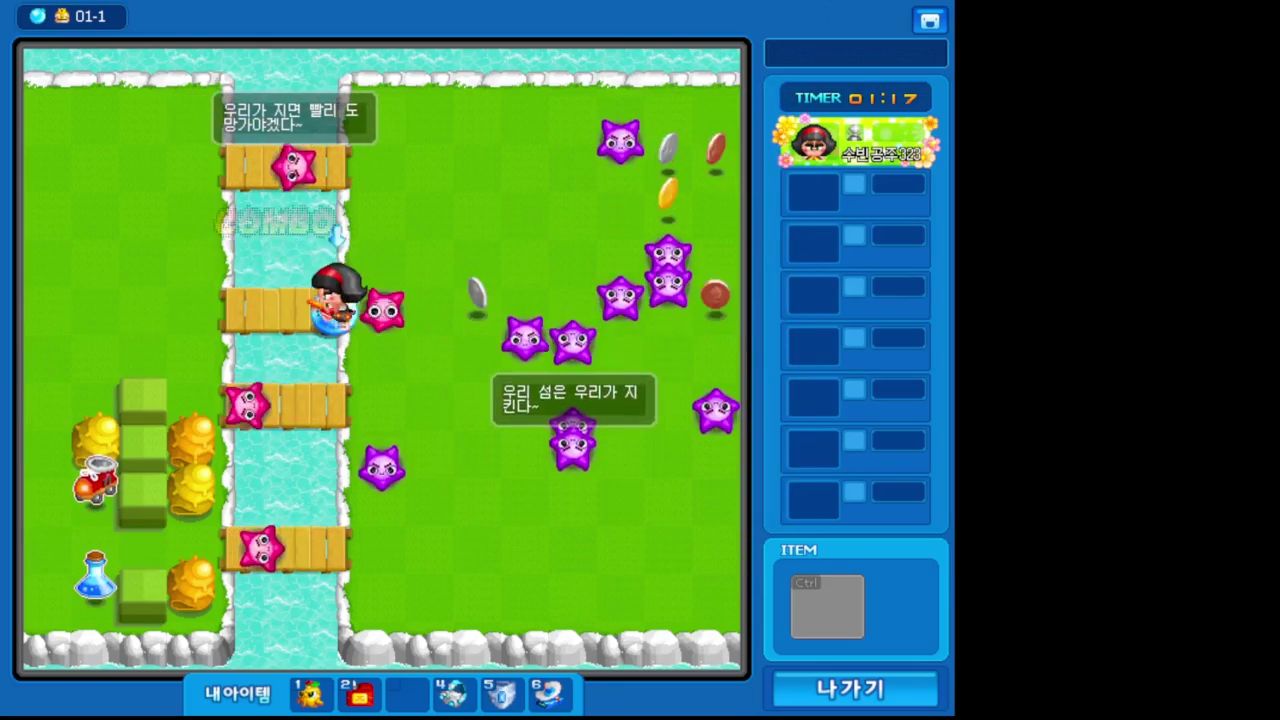 01-1
우리가 지면 빨리 도
망가야겠다~
COMBO
우리 섬은 우리가 지
킨다~
TIMER 01:17
수빈공주323
ITEM
Ctrl
내아이템
1
2
4
5
6
나가기